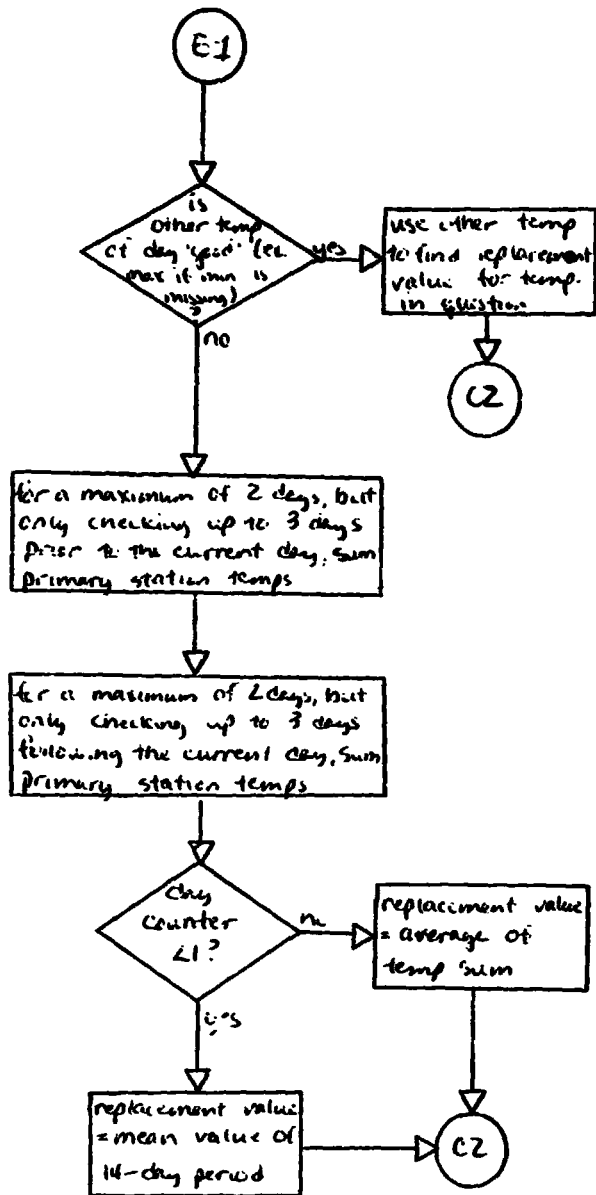 E1
is
other temp
of day "good" (ex.
max if min is
missing)
?
yes
use other temp
to find replacement
value for temp.
in question
C2
no
for a maximum of 2 days, but
only checking up to 3 days
prior to the current day, sum
primary station temps
for a maximum of 2 days, but
only checking up to 3 days
following the current day, sum
primary station temps
day
counter
<1?
no
replacement value
= average of
temp sum
yes
replacement value
= mean value of
14-day period
C2